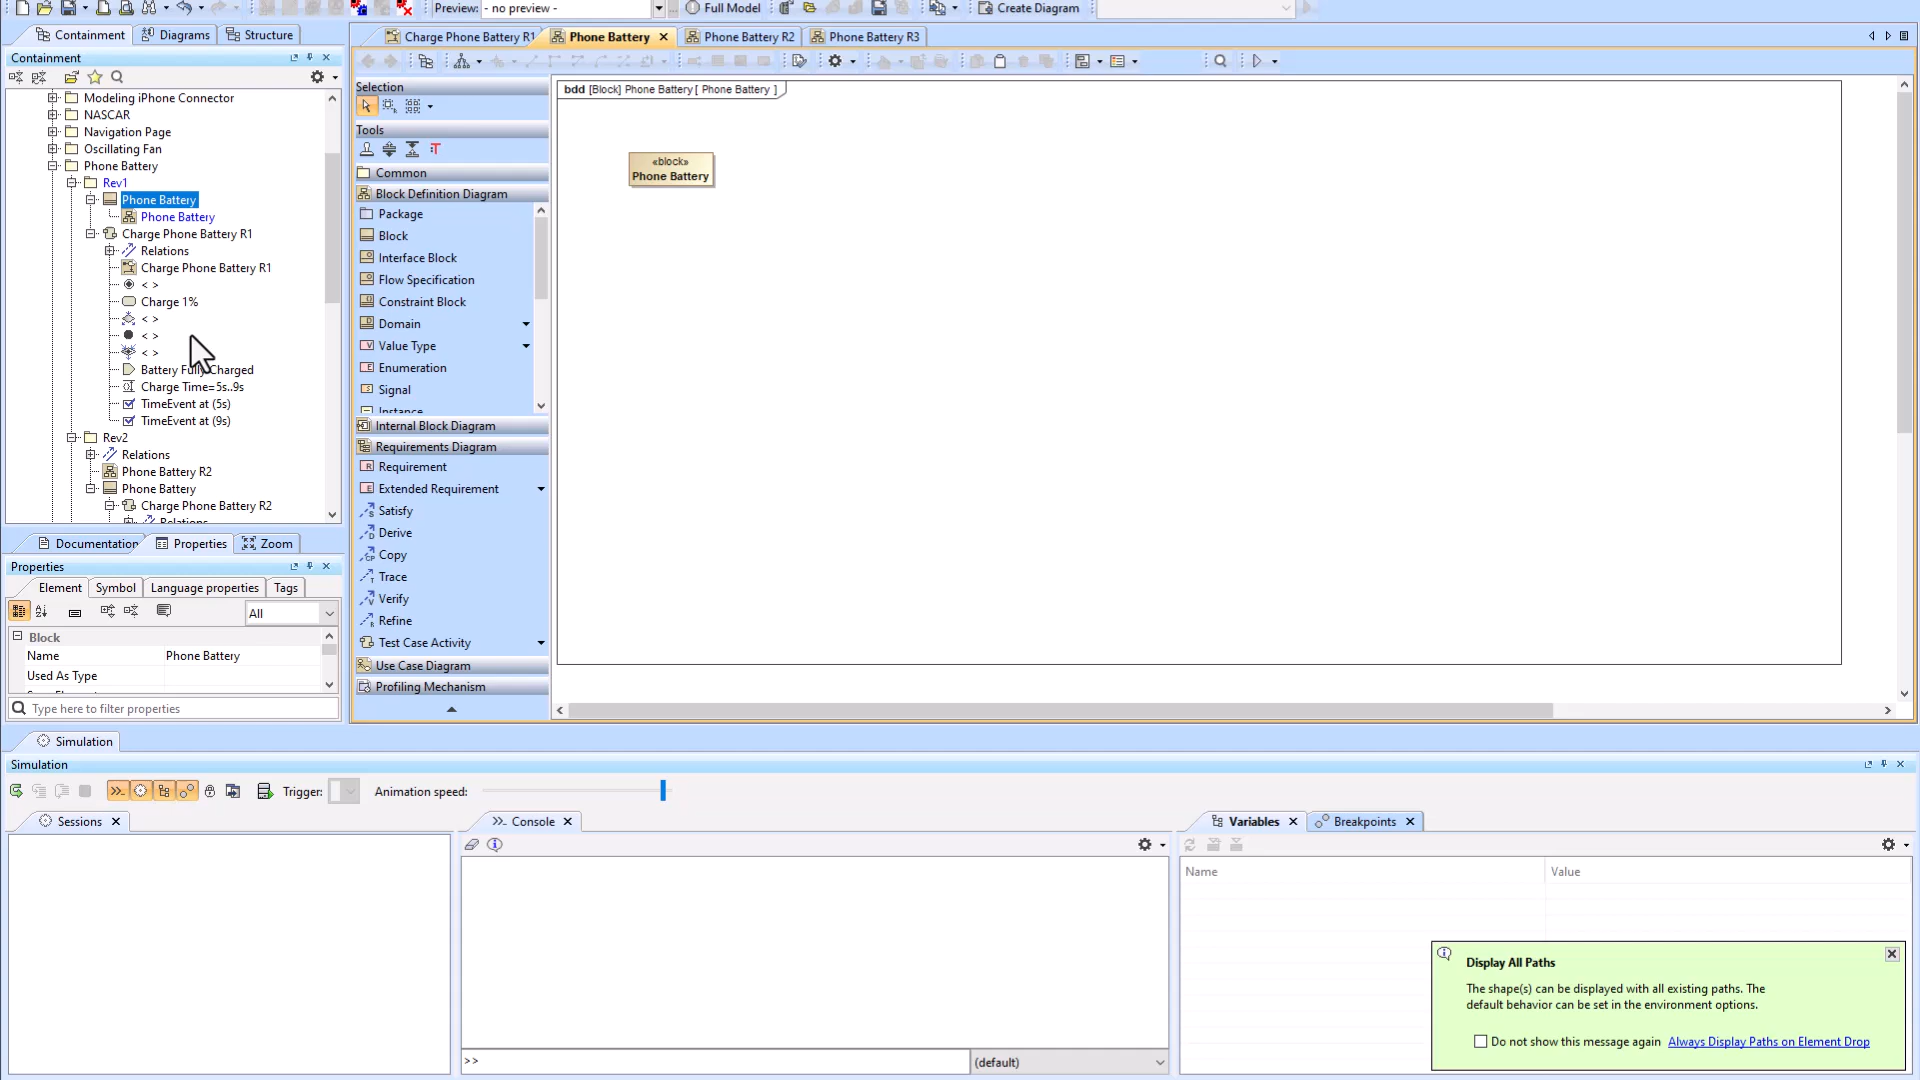 Preview:
- no preview -
Full Model
Create Diagram
Containment
Diagrams
Structure
Charge Phone Battery R1
Phone Battery
Phone Battery R2
Phone Battery R3
Containment
Modeling iPhone Connector
NASCAR
Navigation Page
Oscillating Fan
Phone Battery
Rev1
Phone Battery
Phone Battery
Charge Phone Battery R1
Relations
Charge Phone Battery R1
< >
Charge 1%
< >
< >
< >
Battery Fully Charged
Charge Time=5s..9s
TimeEvent at (5s)
TimeEvent at (9s)
Rev2
Relations
Phone Battery R2
Phone Battery
Charge Phone Battery R2
Relations
Documentation
Properties
Zoom
Properties
Element
Symbol
Language properties
Tags
All
Block
Name
Phone Battery
Used As Type
Type here to filter properties
Selection
Tools
Common
Block Definition Diagram
Package
Block
Interface Block
Flow Specification
Constraint Block
Domain
Value Type
Enumeration
Signal
Instance
Internal Block Diagram
Requirements Diagram
Requirement
Extended Requirement
Satisfy
Derive
Copy
Trace
Verify
Refine
Test Case Activity
Use Case Diagram
Profiling Mechanism
bdd [Block] Phone Battery[ Phone Battery ]
«block»
Phone Battery
Simulation
Simulation
Trigger:
Animation speed:
Sessions
Console
>>
(default)
Variables
Breakpoints
Name
Value
Display All Paths
The shape(s) can be displayed with all existing paths. The
default behavior can be set in the environment options.
Do not show this message again
Always Display Paths on Element Drop